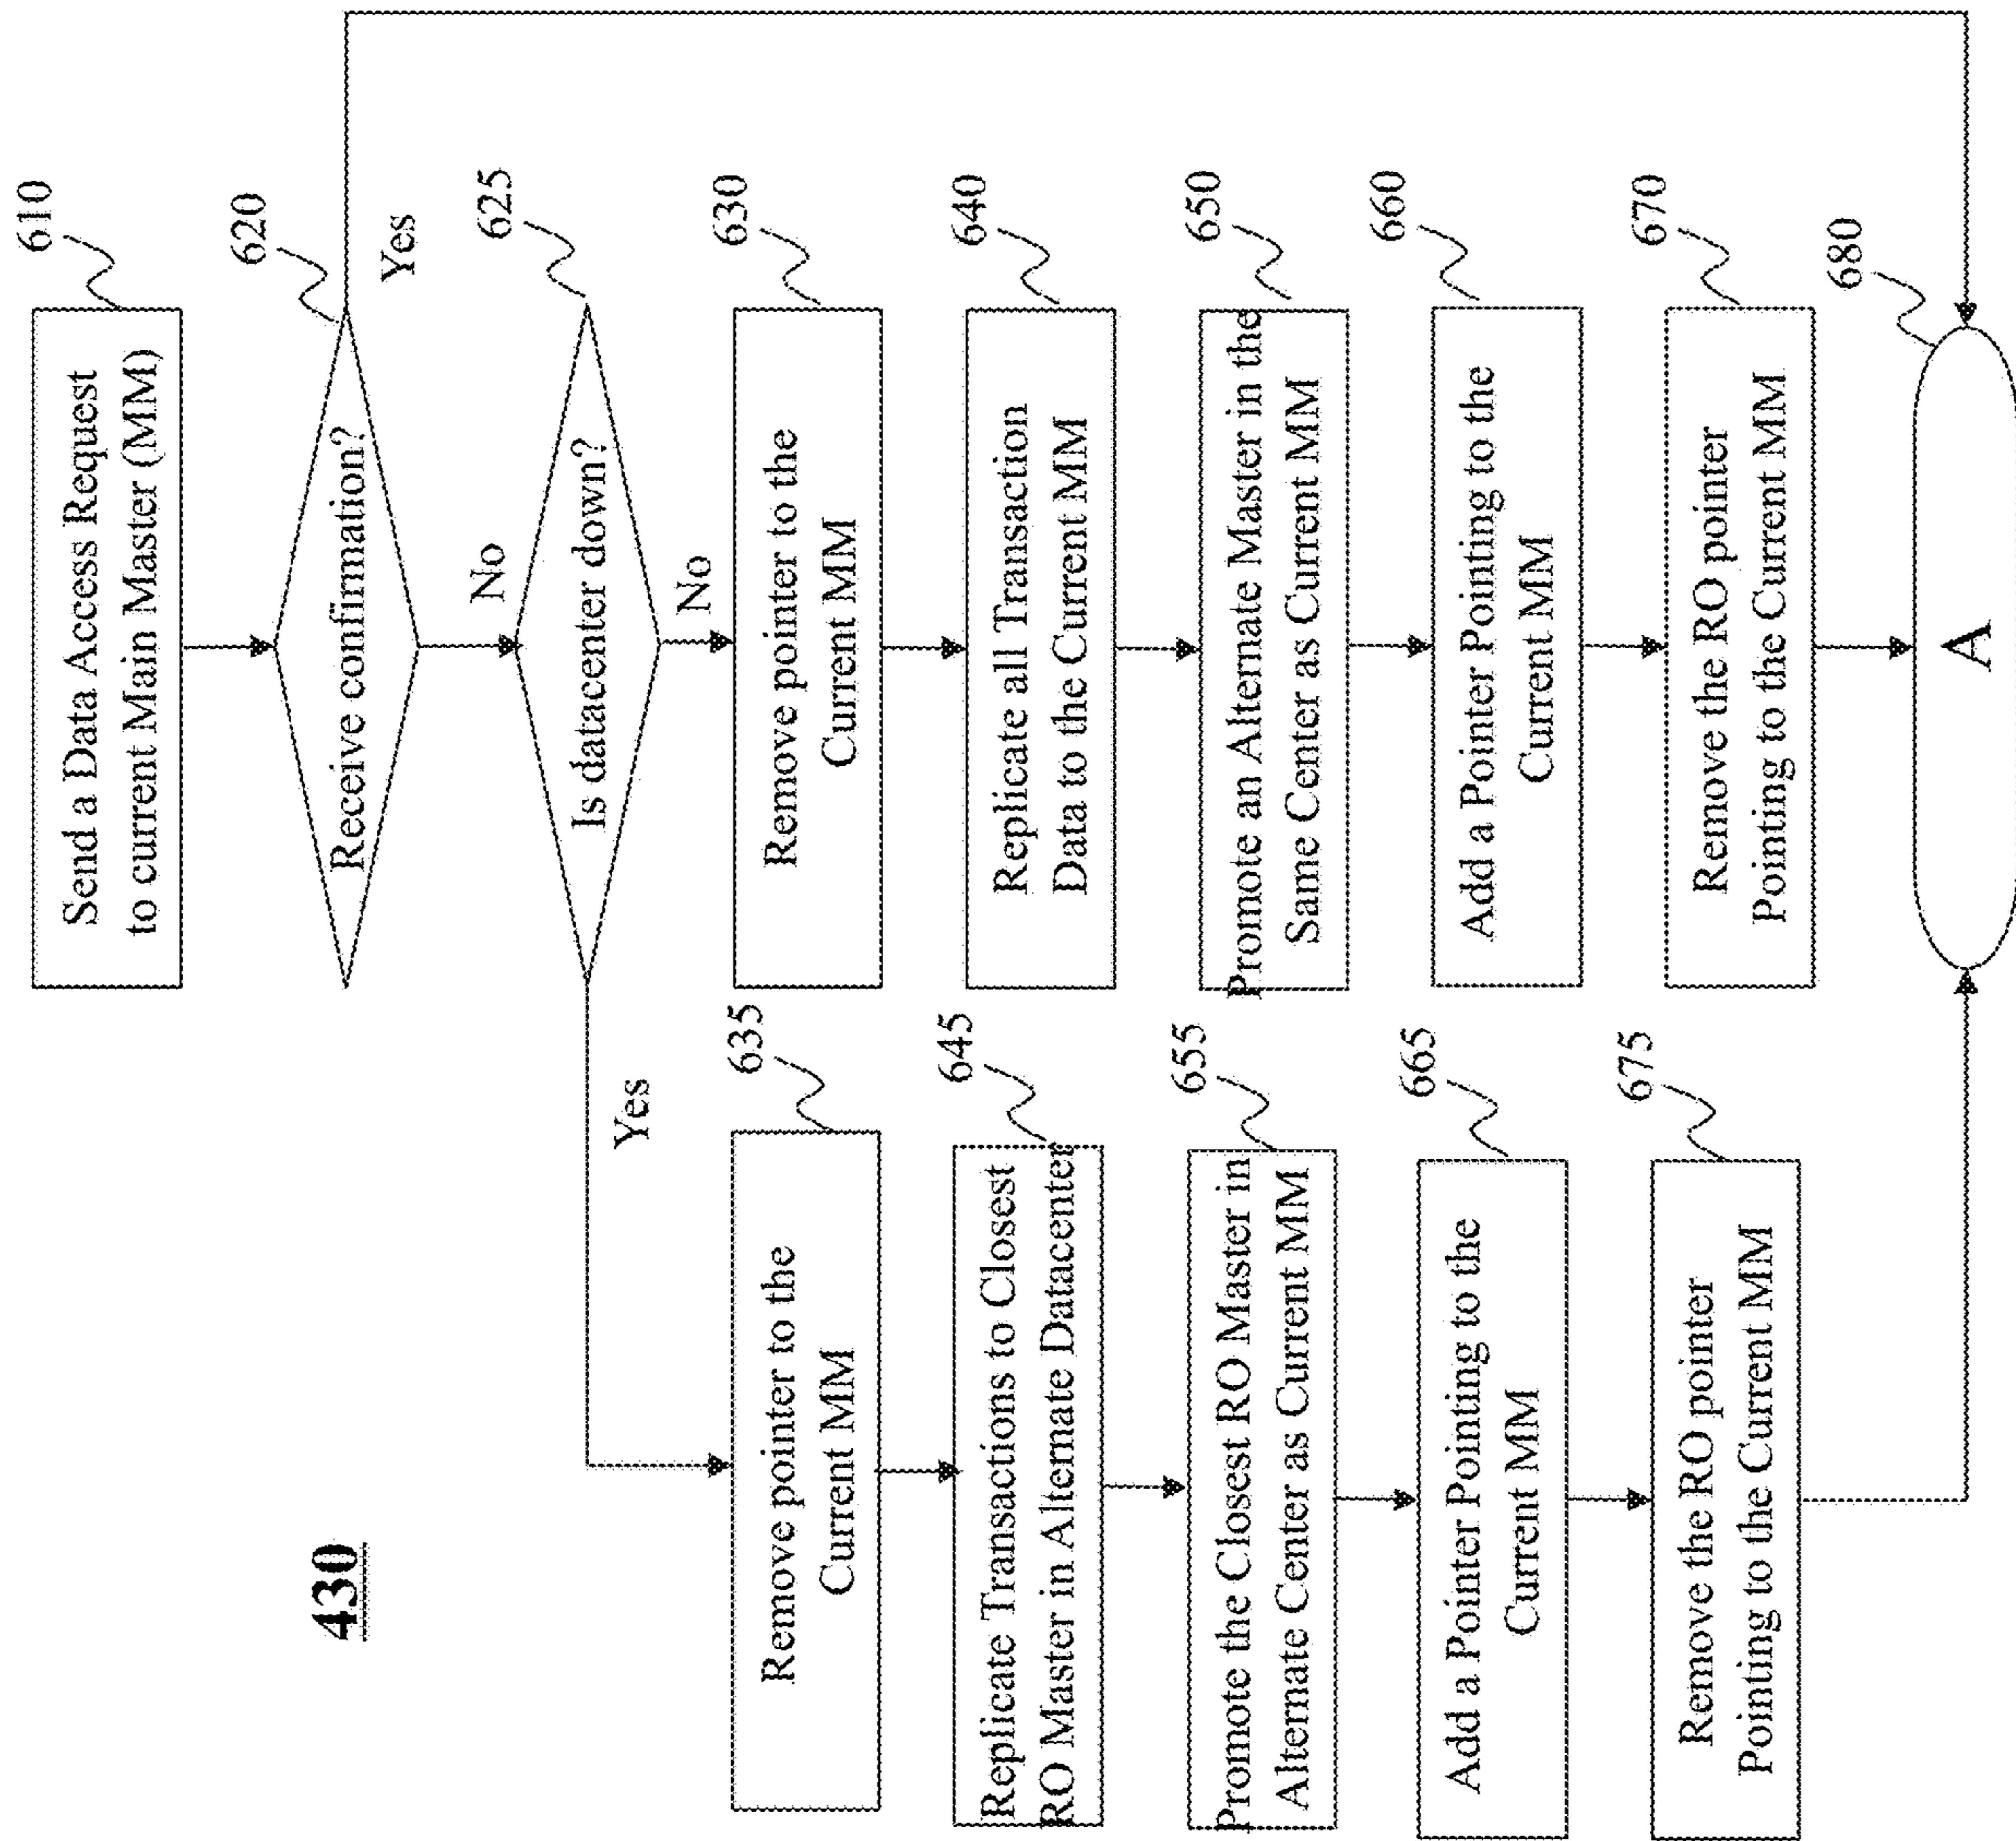 430
610
Send a Data Access Request
to current Main Master (MM)
620
Receive confirmation?
Yes
No
625
Is datacenter down?
Yes
No
630
Remove pointer to the
Current MM
640
Replicate all Transaction
Data to the Current MM
650
Promote an Alternate Master in the
Same Center as Current MM
660
Add a Pointer Pointing to the
Current MM
670
Remove the RO pointer
Pointing to the Current MM
635
Remove pointer to the
Current MM
645
Replicate Transactions to Closest
RO Master in Alternate Datacenter
655
Promote the Closest RO Master in
Alternate Center as Current MM
665
Add a Pointer Pointing to the
Current MM
675
Remove the RO pointer
Pointing to the Current MM
680
A